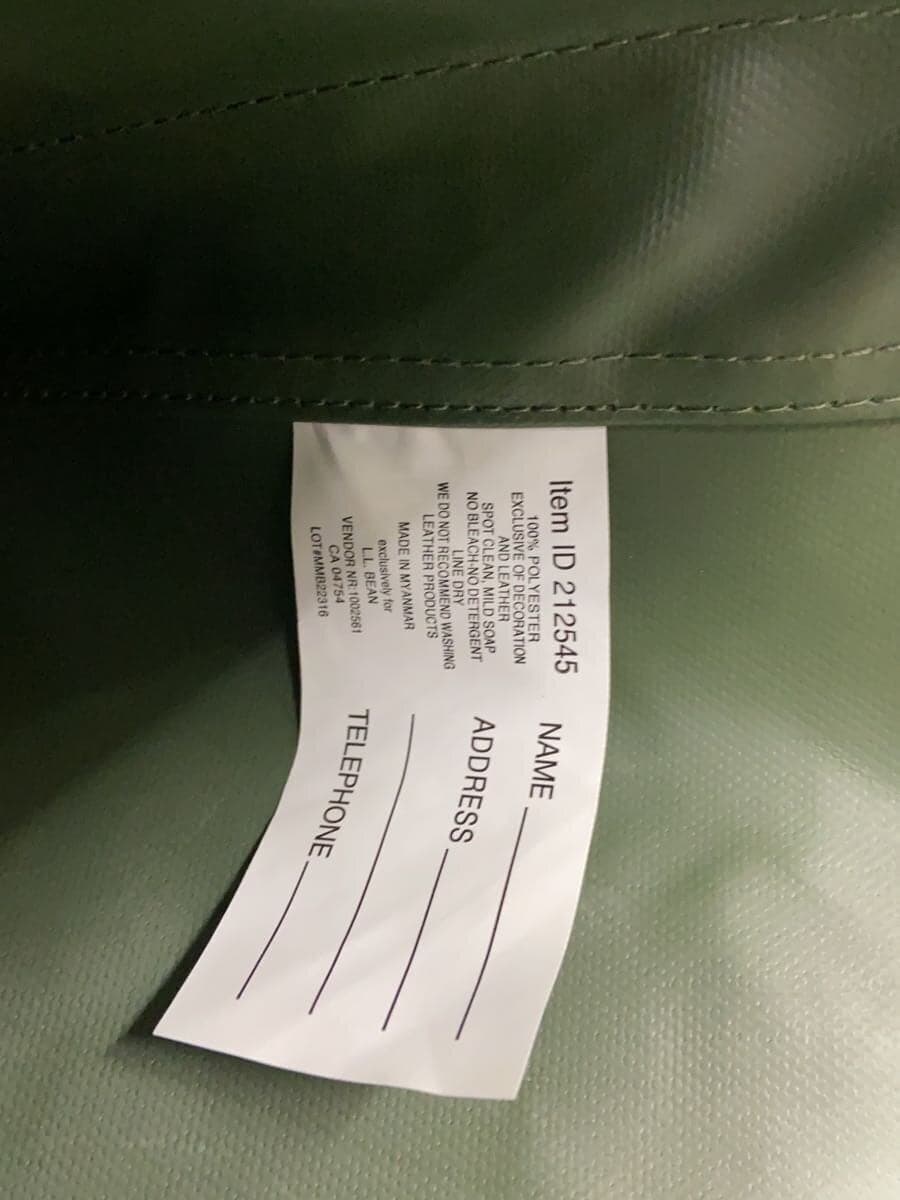 Item ID 212545
100% POLYESTER
EXCLUSIVE OF DECORATION
AND LEATHER
SPOT CLEAN, MILD SOAP
NO BLEACH-NO DETERGENT
LINE DRY
WE DO NOT RECOMMEND WASHING
LEATHER PRODUCTS
MADE IN MYANMAR
exclusively for
L.L. BEAN
VENDOR NR:1002561
CA 04754
LOT#MMB22316
NAME
ADDRESS
TELEPHONE